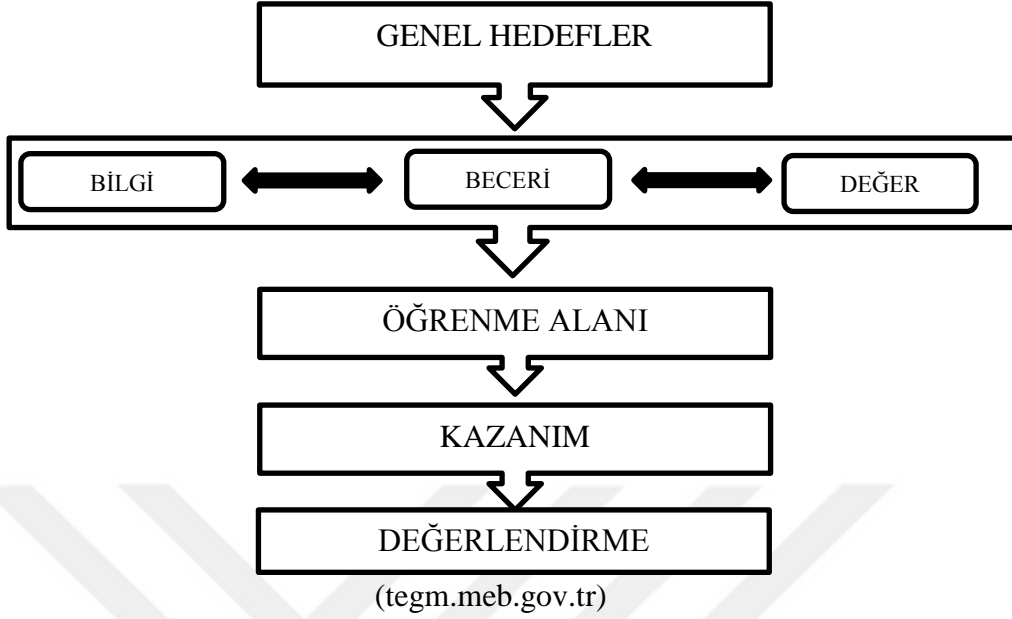 GENEL HEDEFLER
BİLGİ BECERİ DEĞER
ÖĞRENME ALANI
KAZANIM
DEĞERLENDİRME
(tegm.meb.gov.tr)